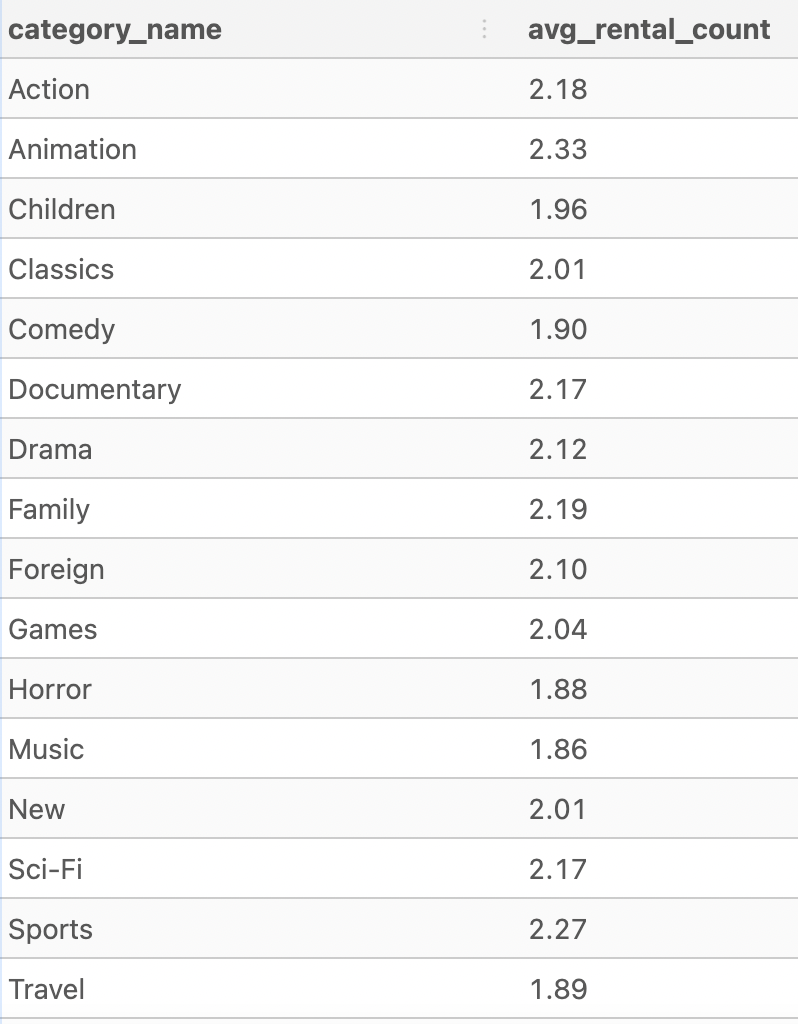 category_name avg_rental_count
Action 2.18
Animation 2.33
Children 1.96
Classics 2.01
Comedy 1.90
Documentary 2.17
Drama 2.12
Family 2.19
Foreign 2.10
Games 2.04
Horror 1.88
Music 1.86
New 2.01
Sci-Fi 2.17
Sports 2.27
Travel 1.89